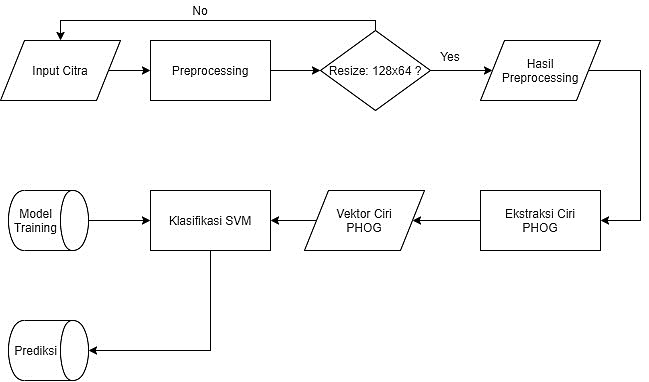 No
Input Citra
Preprocessing
Resize: 128x64 ?
Yes
Hasil
Preprocessing
Model
Training
Klasifikasi SVM
Vektor Ciri
PHOG
Ekstraksi Ciri
PHOG
Prediksi